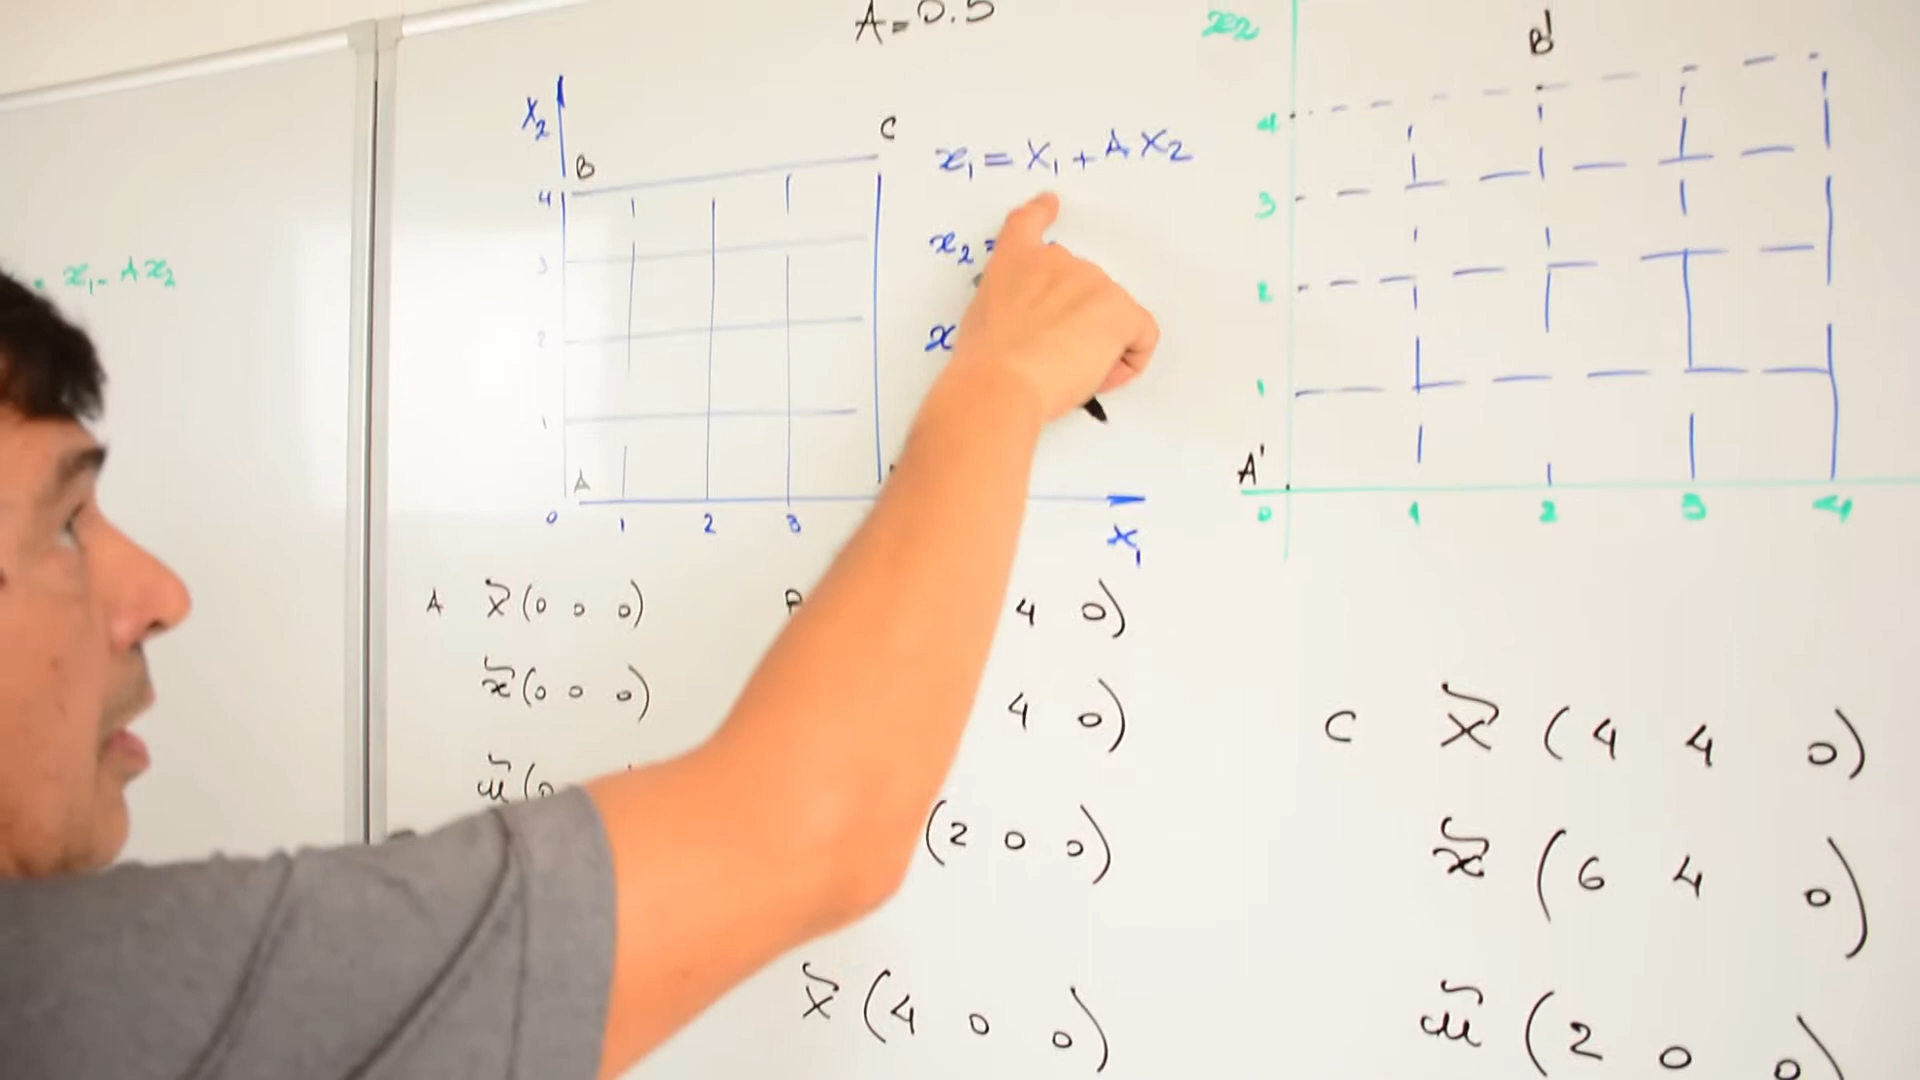 A = 0.5
x₁ - A x₂
X₂
B
C
4
3
2
1
A
0 1 2 3
X₁
x₁ = X₁ + A X₂
x₂ =
x
x₂
B'
4
3
2
1
A'
0 1 2 3 4
A X (0 0 0)
x (0 0 0)
u (0
4 0)
4 0)
(2 0 0)
X (4 0 0)
C X (4 4 0)
x (6 4 0)
u (2 0 0)